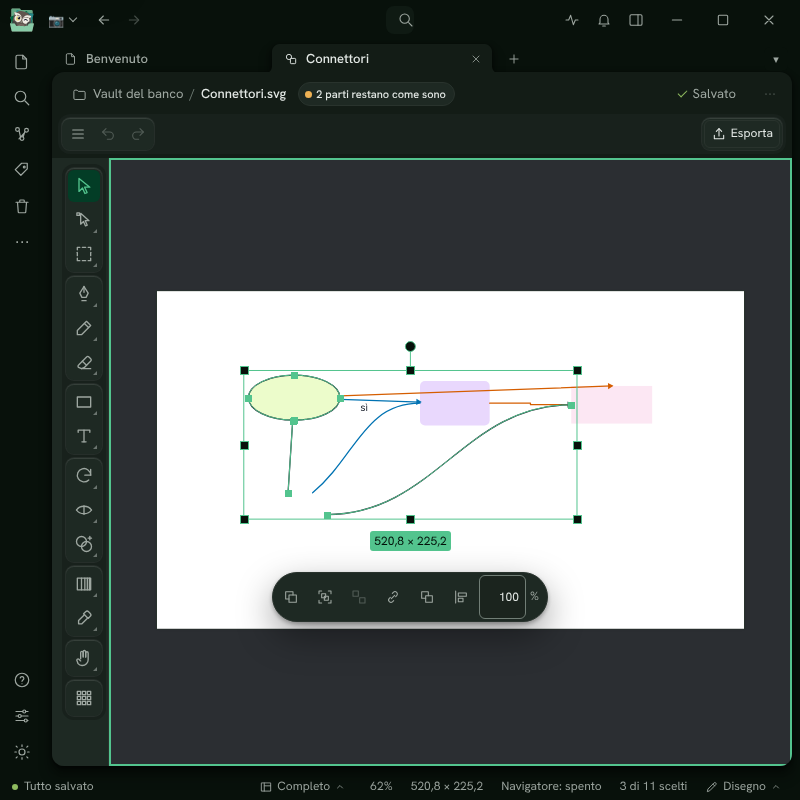 Benvenuto
Connettori
Vault del banco / Connettori.svg
2 parti restano come sono
Salvato
Esporta
sì
520,8 × 225,2
100 %
Tutto salvato
Completo
62%
520,8 × 225,2
Navigatore: spento
3 di 11 scelti
Disegno